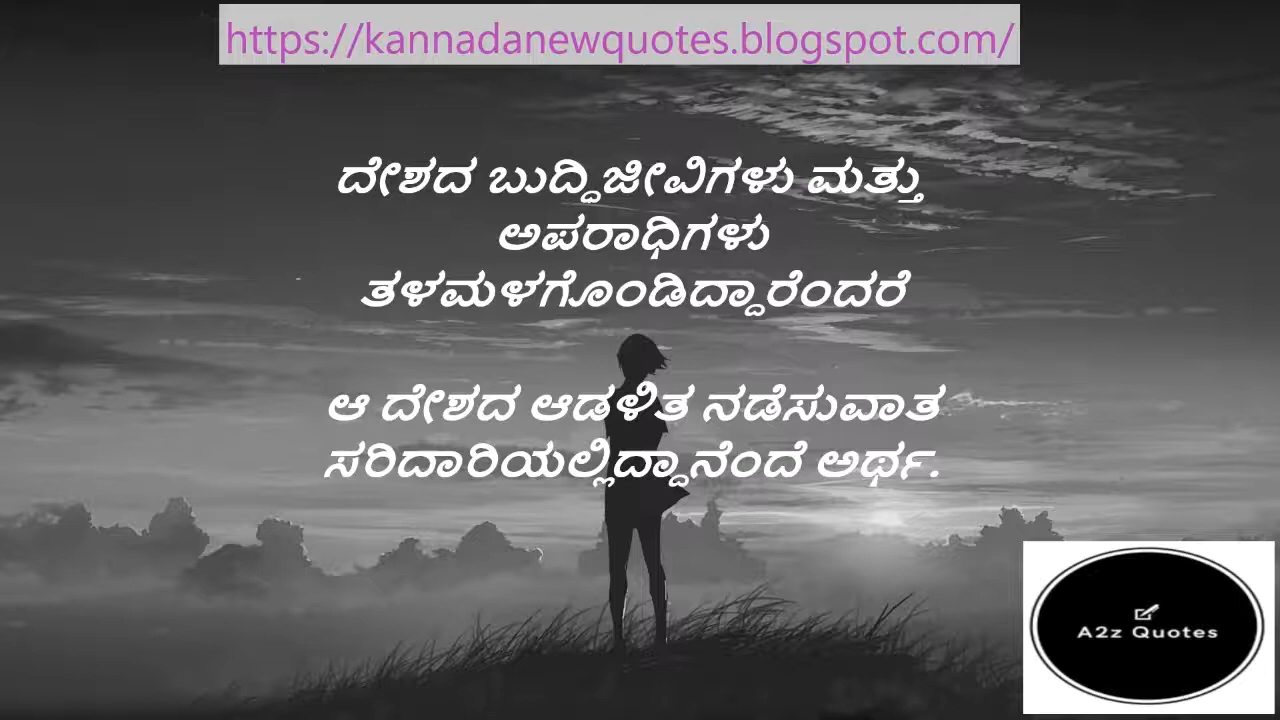 https://kannadanewquotes.blogspot.com/
ದೇಶದ ಬುದ್ದಿಜೀವಿಗಳು ಮತ್ತು
ಅಪರಾಧಿಗಳು
ತಳಮಳಗೊಂಡಿದ್ದಾರೆಂದರೆ
ಆ ದೇಶದ ಆಡಳಿತ ನಡೆಸುವಾತ
ಸರಿದಾರಿಯಲ್ಲಿದ್ದಾನೆಂದೆ ಅರ್ಥ.
A2z Quotes